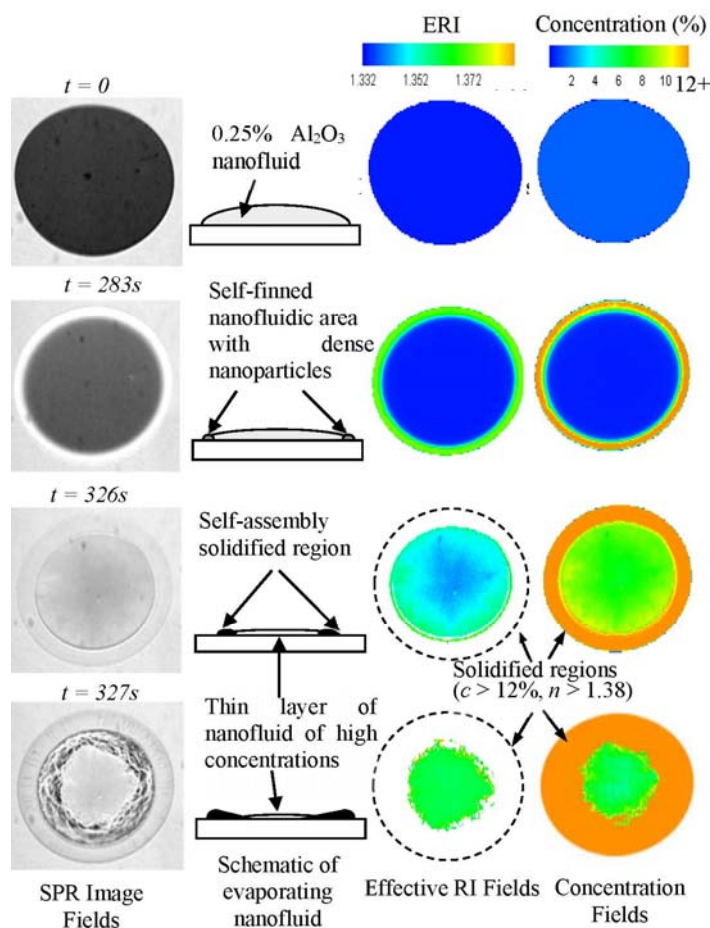 ERI
Concentration (%)
1.332 1.352 1.372
2 4 6 8 10 12+
t = 0
0.25% Al₂O₃
nanofluid
t = 283s
Self-finned
nanofluidic area
with dense
nanoparticles
t = 326s
Self-assembly
solidified region
Solidified regions
(c > 12%, n > 1.38)
t = 327s
Thin layer of
nanofluid of high
concentrations
SPR Image
Fields
Schematic of
evaporating
nanofluid
Effective RI Fields
Concentration
Fields